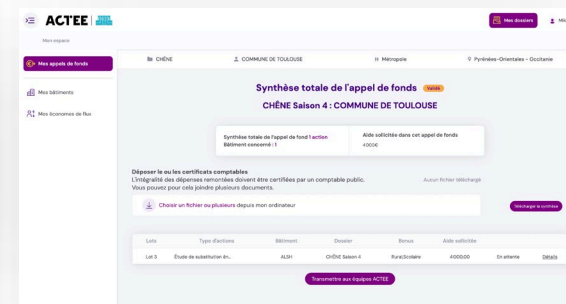 ACTEE
Mes dossiers
Mon espace
Mes appels de fonds
CHÊNE
COMMUNE DE TOULOUSE
Métropole
Pyrénées-Orientales - Occitanie
Synthèse totale de l'appel de fonds Validé
CHÊNE Saison 4 : COMMUNE DE TOULOUSE
Mes bâtiments
Mes économes de flux
Synthèse totale de l'appel de fond 1 action
Bâtiment concerné : 1
Aide sollicitée dans cet appel de fonds
4000€
Déposer le ou les certificats comptables
L'intégralité des dépenses remontées doivent être certifiées par un comptable public.
Vous pouvez pour cela joindre plusieurs documents.
Aucun fichier téléchargé
Choisir un fichier ou plusieurs depuis mon ordinateur
Télécharger la synthèse
Lots Type d'actions Bâtiment Dossier Bonus Aide sollicitée
Lot 3 Étude de substitution én... ALSH CHÊNE Saison 4 Rural,Scolaire 4000.00 En attente Détails
Transmettre aux équipes ACTEE